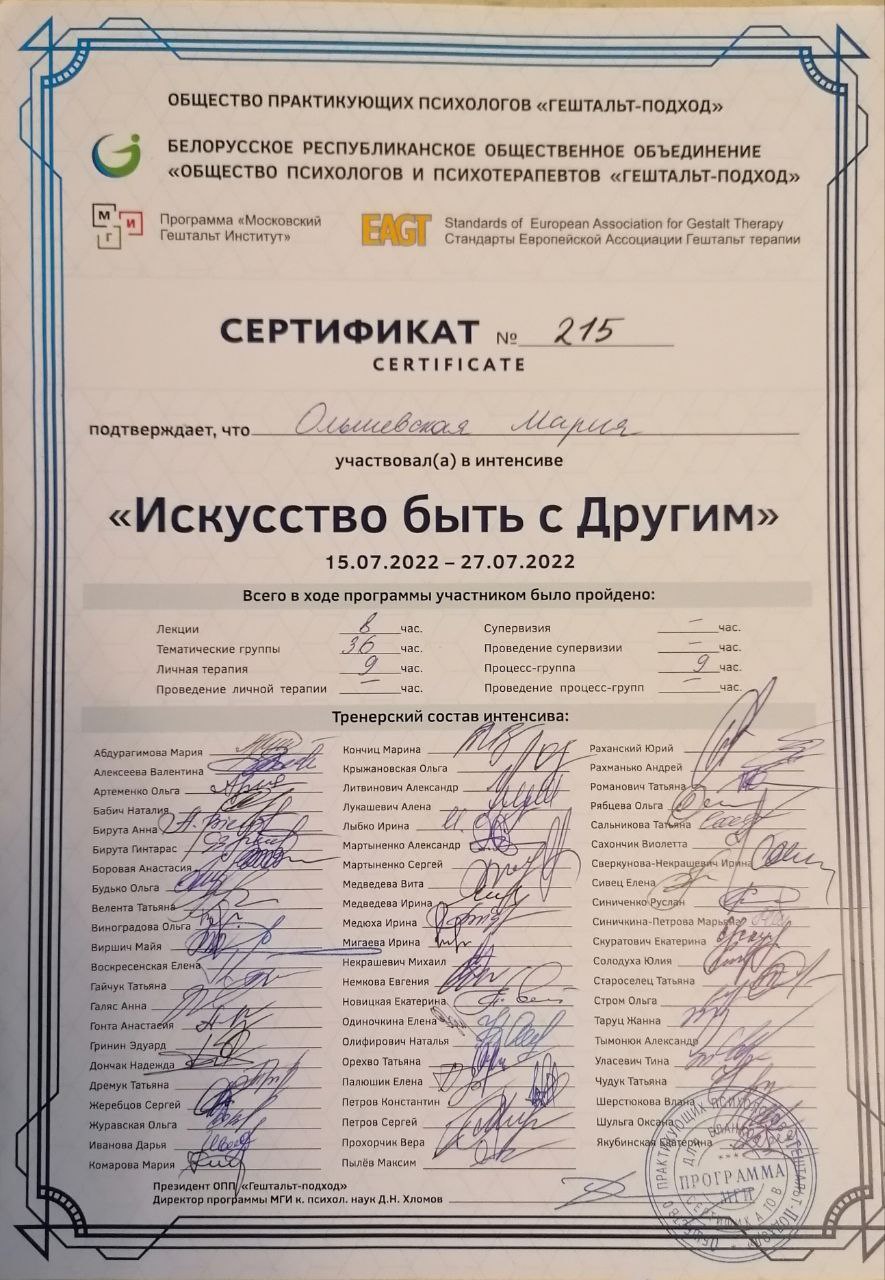 ОБЩЕСТВО ПРАКТИКУЮЩИХ ПСИХОЛОГОВ «ГЕШТАЛЬТ-ПОДХОД»
БЕЛОРУССКОЕ РЕСПУБЛИКАНСКОЕ ОБЩЕСТВЕННОЕ ОБЪЕДИНЕНИЕ
«ОБЩЕСТВО ПСИХОЛОГОВ И ПСИХОТЕРАПЕВТОВ «ГЕШТАЛЬТ-ПОДХОД»
МГИ Программа «Московский
Гештальт Институт»
EAGT Standards of European Association for Gestalt Therapy
Стандарты Европейской Ассоциации Гештальт терапии
СЕРТИФИКАТ № 215
CERTIFICATE
подтверждает, что Ольшевская Мария
участвовал(а) в интенсиве
«Искусство быть с Другим»
15.07.2022 – 27.07.2022
Всего в ходе программы участником было пройдено:
Лекции 8 час.
Тематические группы 36 час.
Личная терапия 9 час.
Проведение личной терапии – час.
Супервизия – час.
Проведение супервизии – час.
Процесс-группа 9 час.
Проведение процесс-групп – час.
Тренерский состав интенсива:
Абдурагимова Мария
Алексеева Валентина
Артеменко Ольга
Бабич Наталия
Бирута Анна
Бирута Гинтарас
Боровая Анастасия
Будько Ольга
Велента Татьяна
Виноградова Ольга
Виршич Майя
Воскресенская Елена
Гайчук Татьяна
Галяс Анна
Гонта Анастасия
Гринин Эдуард
Дончак Надежда
Дремук Татьяна
Жеребцов Сергей
Журавская Ольга
Иванова Дарья
Комарова Мария
Кончиц Марина
Крыжановская Ольга
Литвинович Александр
Лукашевич Алена
Лыбко Ирина
Мартыненко Александр
Мартыненко Сергей
Медведева Вита
Медведева Ирина
Медюха Ирина
Мигаева Ирина
Некрашевич Михаил
Немкова Евгения
Новицкая Екатерина
Одиночкина Елена
Олифирович Наталья
Орехво Татьяна
Палюшик Елена
Петров Константин
Петров Сергей
Прохорчик Вера
Пылёв Максим
Раханский Юрий
Рахманько Андрей
Романович Татьяна
Рябцева Ольга
Сальникова Татьяна
Сахончик Виолетта
Сверкунова-Некрашевич Ирина
Сивец Елена
Синиченко Руслан
Синичкина-Петрова Марьяна
Скуратович Екатерина
Солодуха Юлия
Староселец Татьяна
Стром Ольга
Таруц Жанна
Тымонюк Александр
Уласевич Тина
Чудук Татьяна
Шерстюкова Влана
Шульга Оксана
Якубинская Екатерина
Президент ОПП «Гештальт-подход»
Директор программы МГИ к. психол. наук Д.Н. Хломов
ОБЩЕСТВО ПРАКТИКУЮЩИХ ПСИХОЛОГОВ «ГЕШТАЛЬТ-ПОДХОД»
ПРОГРАММА
МГИ